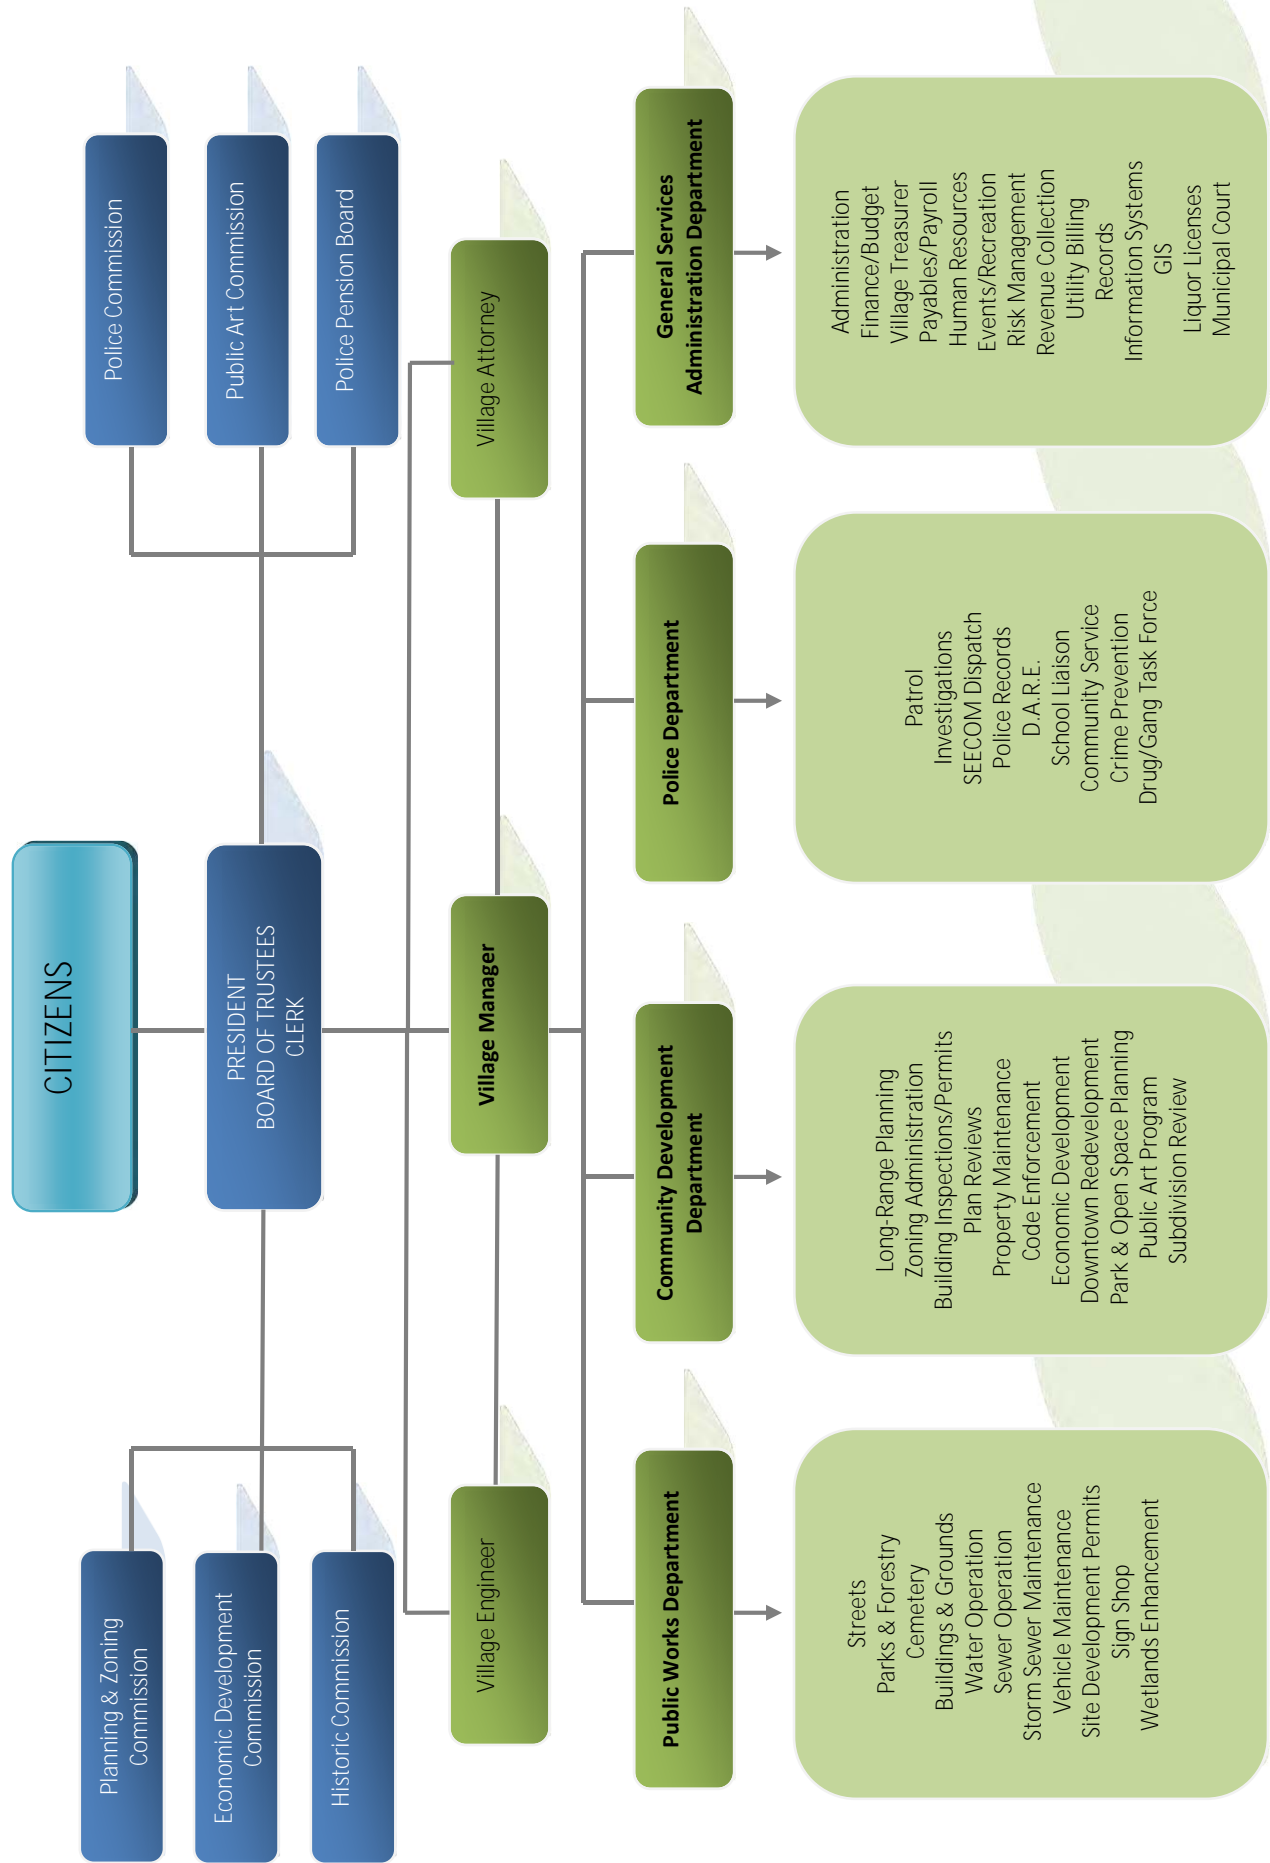 CITIZENS
PRESIDENT
BOARD OF TRUSTEES
CLERK
Planning & Zoning
Commission
Economic Development
Commission
Historic Commission
Police Commission
Public Art Commission
Police Pension Board
Village Engineer
Village Manager
Village Attorney
Public Works Department
Community Development
Department
Police Department
General Services
Administration Department
Streets
Parks & Forestry
Cemetery
Buildings & Grounds
Water Operation
Sewer Operation
Storm Sewer Maintenance
Vehicle Maintenance
Site Development Permits
Sign Shop
Wetlands Enhancement
Long-Range Planning
Zoning Administration
Building Inspections/Permits
Plan Reviews
Property Maintenance
Code Enforcement
Economic Development
Downtown Redevelopment
Park & Open Space Planning
Public Art Program
Subdivision Review
Patrol
Investigations
SEECOM Dispatch
Police Records
D.A.R.E.
School Liaison
Community Service
Crime Prevention
Drug/Gang Task Force
Administration
Finance/Budget
Village Treasurer
Payables/Payroll
Human Resources
Events/Recreation
Risk Management
Revenue Collection
Utility Billing
Records
Information Systems
GIS
Liquor Licenses
Municipal Court